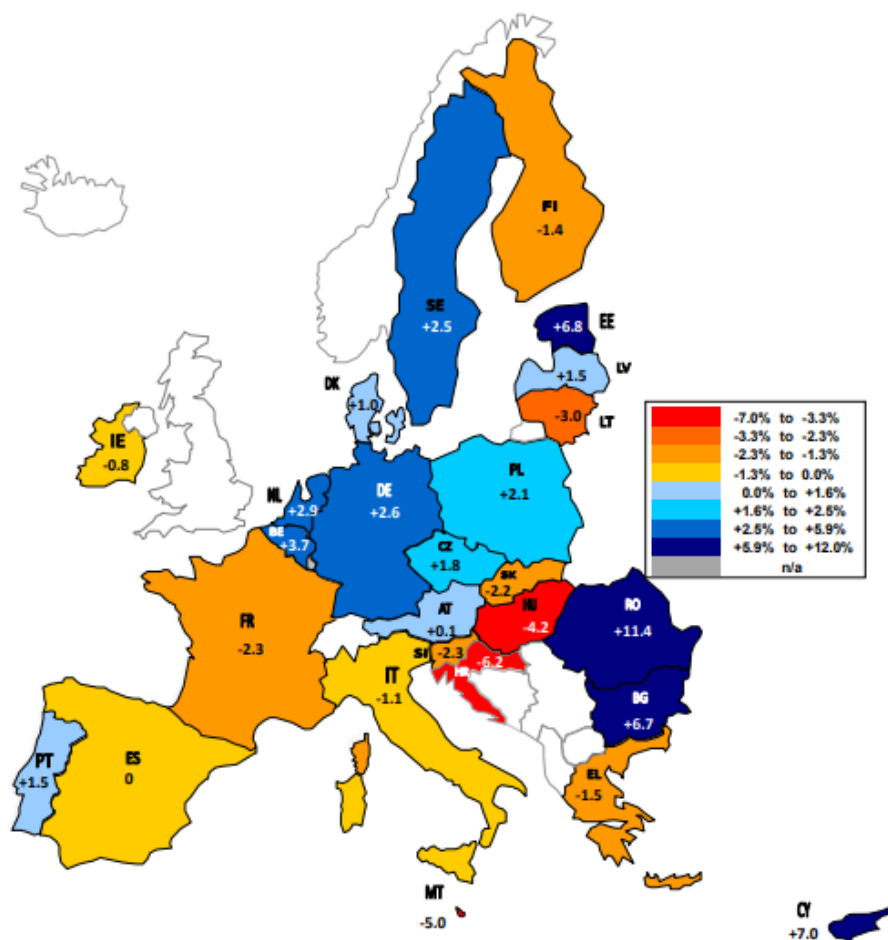 FI
-1.4
SE
+2.5
EE
+6.8
LV
+1.5
DK
+1.0
LT
-3.0
IE
-0.8
PL
+2.1
NL
+2.9
DE
+2.6
BE
+3.7
CZ
+1.8
SK
-2.2
AT
+0.1
HU
-4.2
RO
+11.4
FR
-2.3
SI
-2.3
HR
-6.2
IT
-1.1
BG
+6.7
PT
+1.5
ES
0
EL
-1.5
MT
-5.0
CY
+7.0
-7.0% to -3.3%
-3.3% to -2.3%
-2.3% to -1.3%
-1.3% to 0.0%
0.0% to +1.6%
+1.6% to +2.5%
+2.5% to +5.9%
+5.9% to +12.0%
n/a